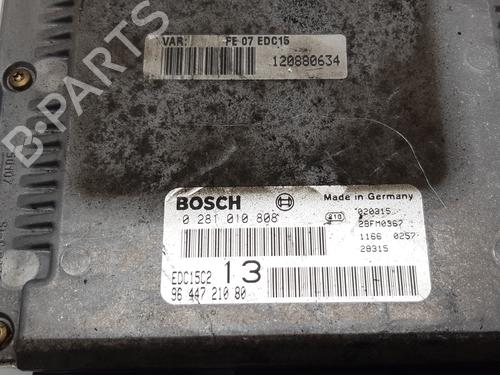 VAR: FE 07 EDC15
120880634
B-PARTS
BOSCH
Made in Germany
0 281 010 808
e10
020315
28FM0367
1166 0257
28315
EDC15C2 13
96 447 210 80